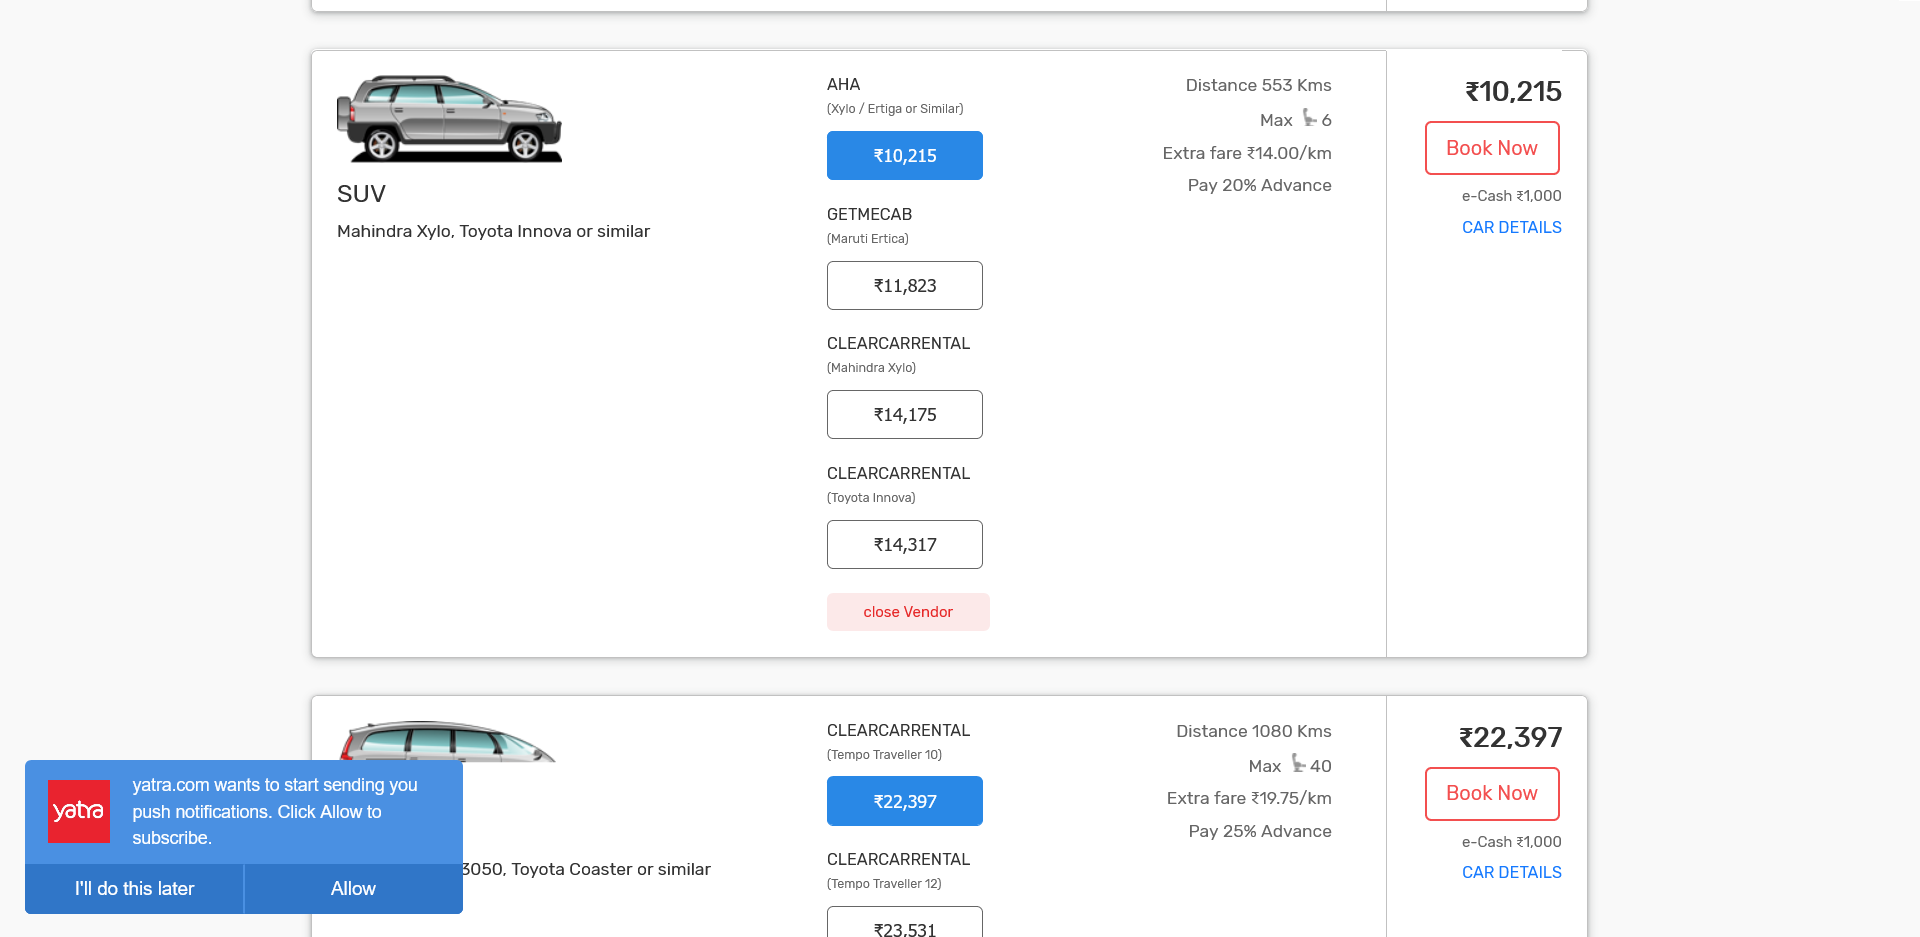 SUV
Mahindra Xylo, Toyota Innova or similar
AHA
(Xylo / Ertiga or Similar)
₹10,215
GETMECAB
(Maruti Ertica)
₹11,823
CLEARCARRENTAL
(Mahindra Xylo)
₹14,175
CLEARCARRENTAL
(Toyota Innova)
₹14,317
close Vendor
Distance 553 Kms
Max 6
Extra fare ₹14.00/km
Pay 20% Advance
₹10,215
Book Now
e-Cash ₹1,000
CAR DETAILS
3050, Toyota Coaster or similar
CLEARCARRENTAL
(Tempo Traveller 10)
₹22,397
CLEARCARRENTAL
(Tempo Traveller 12)
₹23,531
Distance 1080 Kms
Max 40
Extra fare ₹19.75/km
Pay 25% Advance
₹22,397
Book Now
e-Cash ₹1,000
CAR DETAILS
yatra
yatra.com wants to start sending you
push notifications. Click Allow to
subscribe.
I'll do this later
Allow